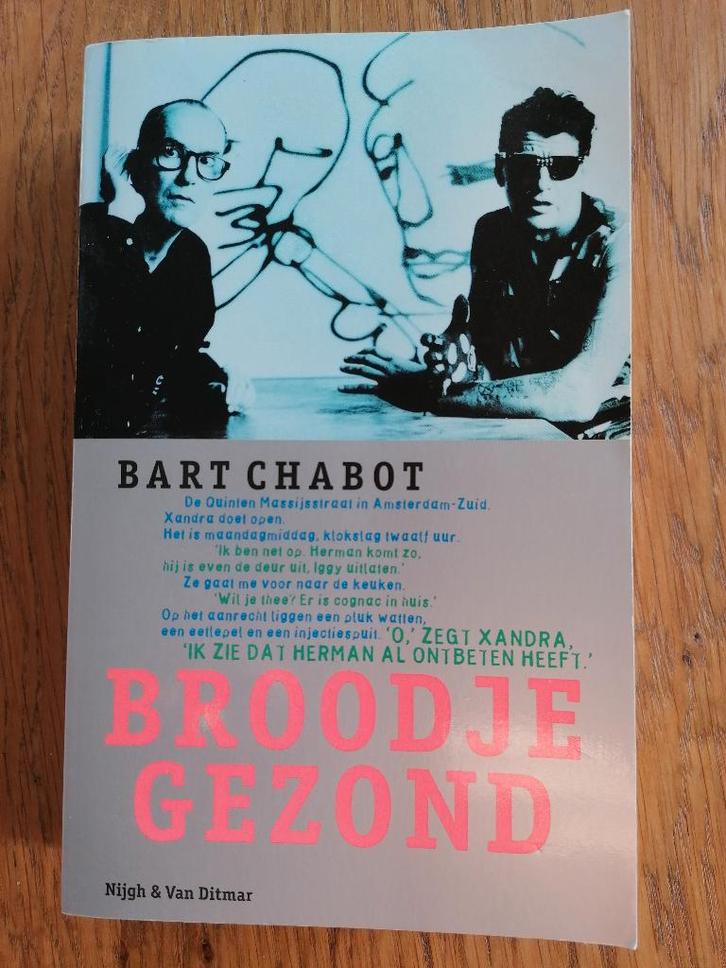 BART CHABOT
De Quinten Massijsstraat in Amsterdam-Zuid.
Xandra doet open.
Het is maandagmiddag, klokslag twaalf uur.
'Ik ben net op. Herman komt zo,
hij is even de deur uit, Iggy uitlaten.'
Ze gaat me voor naar de keuken.
'Wil je thee? Er is cognac in huis.'
Op het aanrecht liggen een pluk watten,
een eetlepel en een injectiespuit. 'O,' ZEGT XANDRA,
'IK ZIE DAT HERMAN AL ONTBETEN HEEFT.'
BROODJE
GEZOND
Nijgh & Van Ditmar